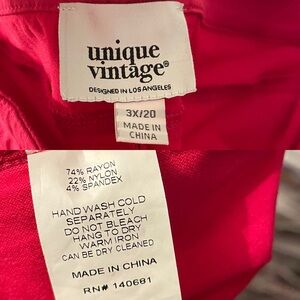 unique
vintage®
DESIGNED IN LOS ANGELES
3X/20
MADE IN
CHINA
74% RAYON
22% NYLON
4% SPANDEX
HAND WASH COLD
SEPARATELY
DO NOT BLEACH
HANG TO DRY
WARM IRON
CAN BE DRY CLEANED
MADE IN CHINA
RN# 140681